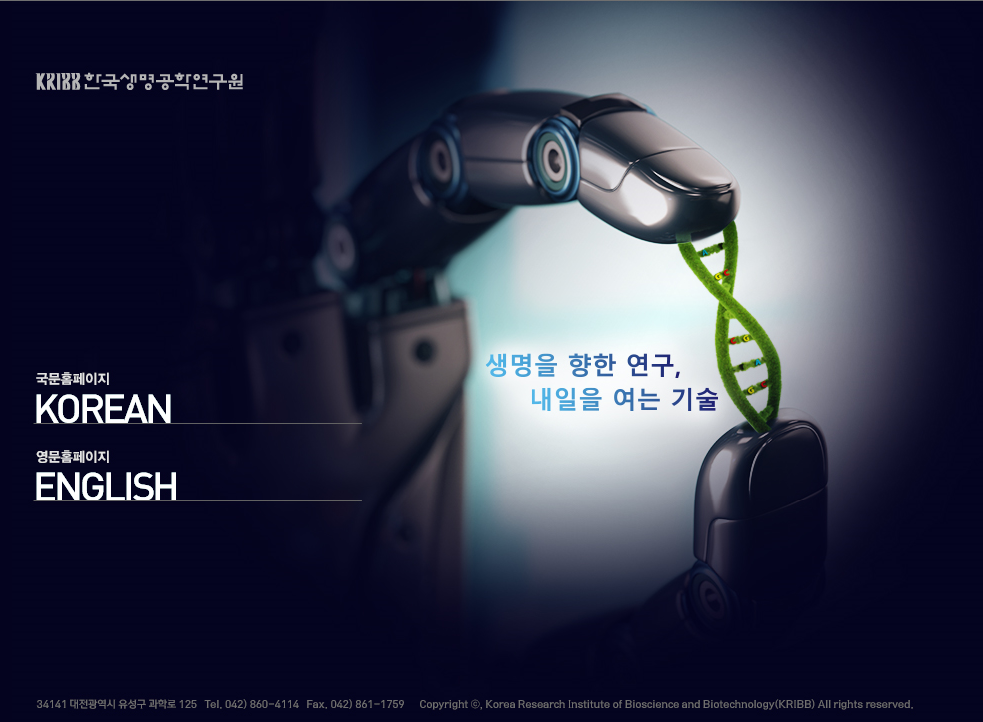 KRIBB 한국생명공학연구원
생명을 향한 연구,
내일을 여는 기술
국문홈페이지
KOREAN
영문홈페이지
ENGLISH
34141 대전광역시 유성구 과학로 125 Tel. 042) 860-4114 Fax. 042) 861-1759 Copyright ©, Korea Research Institute of Bioscience and Biotechnology(KRIBB) All rights reserved.